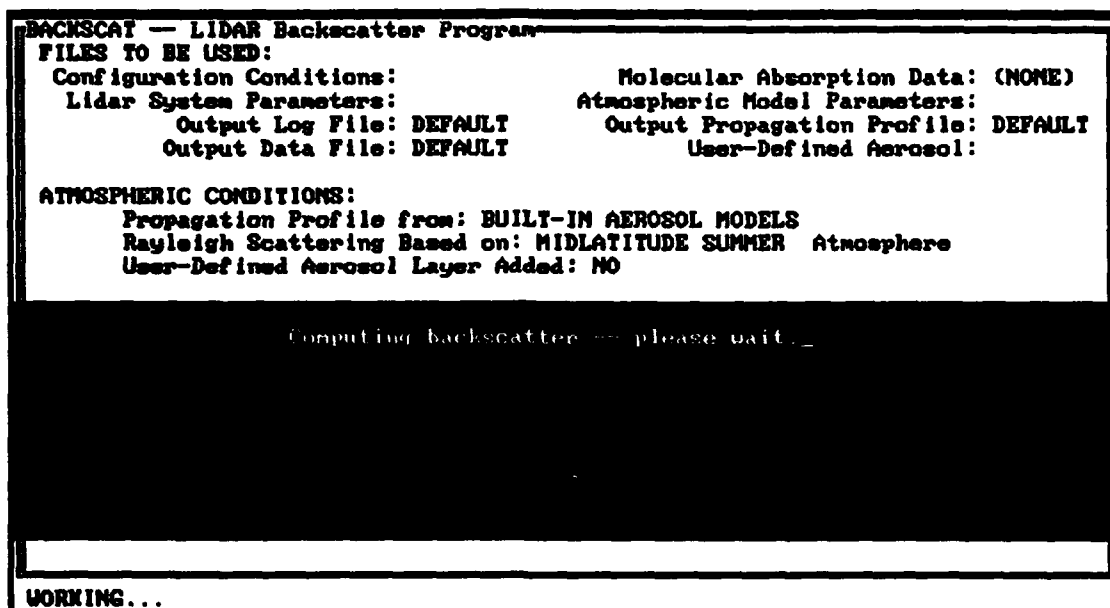 BACKSCAT — LIDAR Backscatter Program
FILES TO BE USED:
Configuration Conditions: Molecular Absorption Data: (NONE)
Lidar System Parameters: Atmospheric Model Parameters:
Output Log File: DEFAULT Output Propagation Profile: DEFAULT
Output Data File: DEFAULT User-Defined Aerosol:
ATMOSPHERIC CONDITIONS:
Propagation Profile from: BUILT-IN AEROSOL MODELS
Rayleigh Scattering Based on: MIDLATITUDE SUMMER Atmosphere
User-Defined Aerosol Layer Added: NO
Computing backscatter -- please wait._
WORKING...